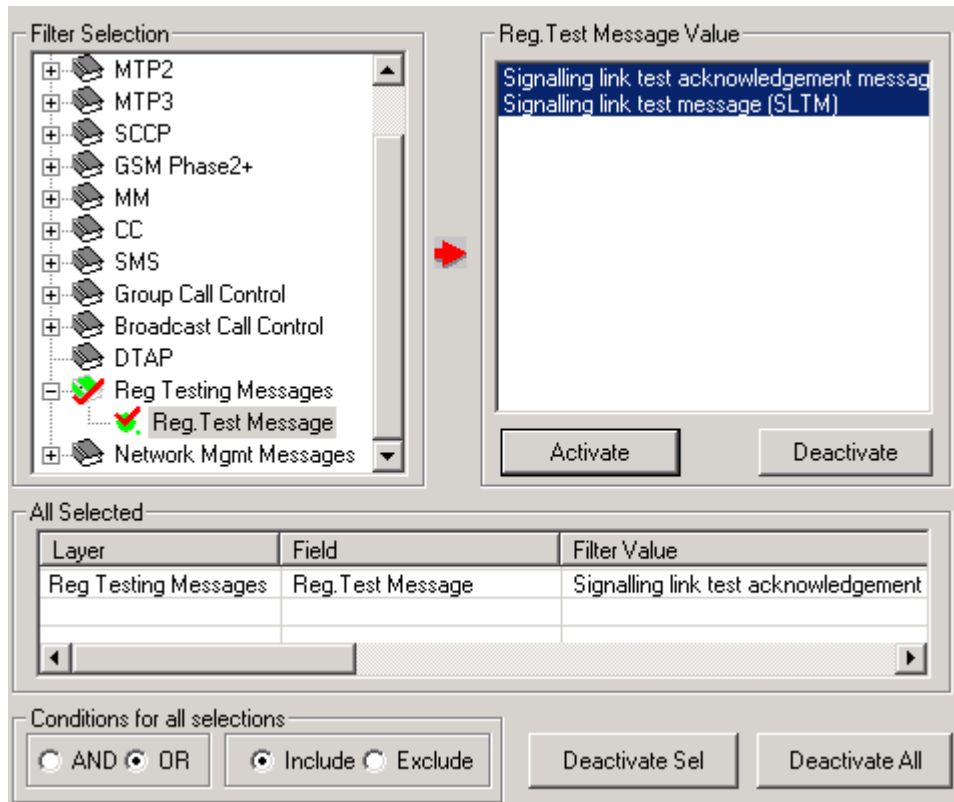 Filter Selection
MTP2
MTP3
SCCP
GSM Phase2+
MM
CC
SMS
Group Call Control
Broadcast Call Control
DTAP
Reg Testing Messages
Reg.Test Message
Network Mgmt Messages
Reg.Test Message Value
Signalling link test acknowledgement messag
Signalling link test message (SLTM)
Activate
Deactivate
All Selected
Layer Field Filter Value
Reg Testing Messages Reg.Test Message Signalling link test acknowledgement
Conditions for all selections
AND OR Include Exclude
Deactivate Sel
Deactivate All